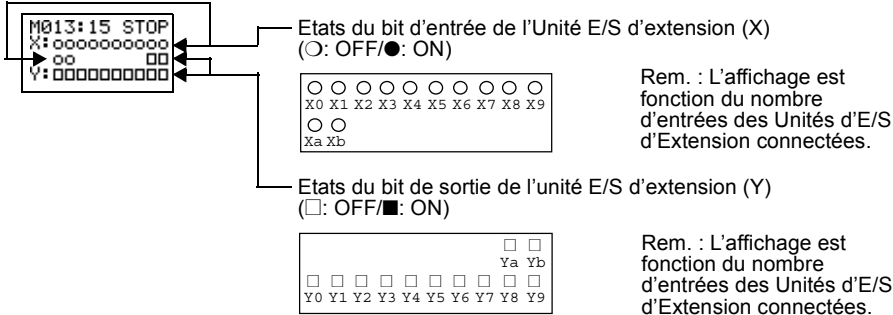 M013:15 STOP
X:oooooooooo
oo □□
Y:□□□□□□□□□□
Etats du bit d'entrée de l'Unité E/S d'extension (X)
(❍: OFF/●: ON)
X0 X1 X2 X3 X4 X5 X6 X7 X8 X9
Xa Xb
Rem. : L'affichage est
fonction du nombre
d'entrées des Unités d'E/S
d'Extension connectées.
Etats du bit de sortie de l'unité E/S d'extension (Y)
(□: OFF/■: ON)
Ya Yb
Y0 Y1 Y2 Y3 Y4 Y5 Y6 Y7 Y8 Y9
Rem. : L'affichage est
fonction du nombre
d'entrées des Unités d'E/S
d'Extension connectées.